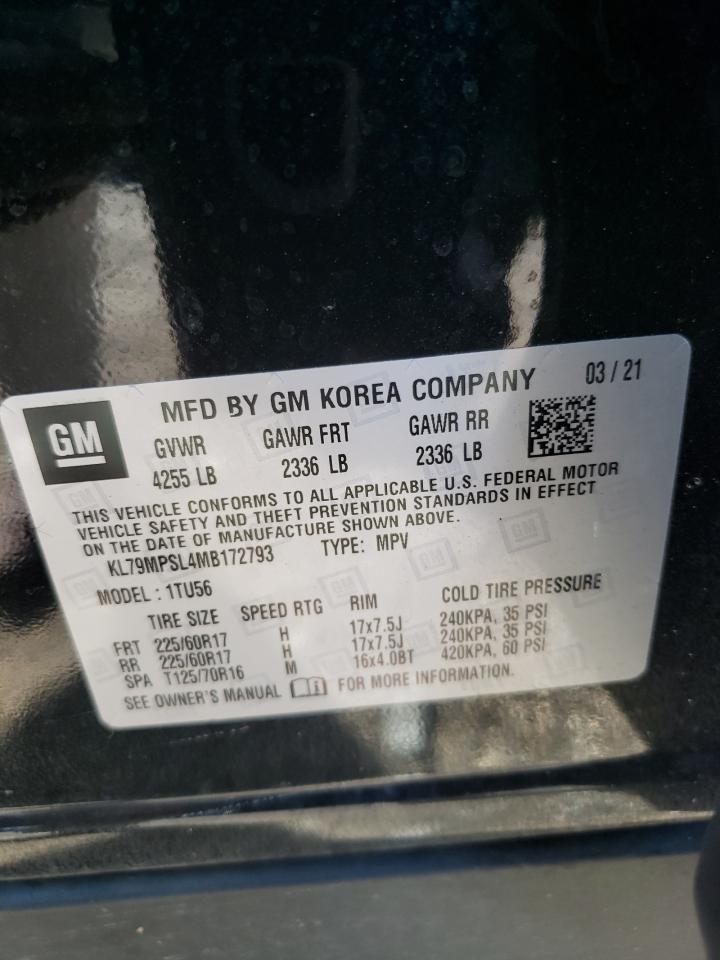 GM
MFD BY GM KOREA COMPANY 03 / 21
GVWR GAWR FRT GAWR RR
4255 LB 2336 LB 2336 LB
THIS VEHICLE CONFORMS TO ALL APPLICABLE U.S. FEDERAL MOTOR
VEHICLE SAFETY AND THEFT PREVENTION STANDARDS IN EFFECT
ON THE DATE OF MANUFACTURE SHOWN ABOVE.
KL79MPSL4MB172793 TYPE: MPV
MODEL : 1TU56
TIRE SIZE SPEED RTG RIM COLD TIRE PRESSURE
FRT 225/60R17 H 17x7.5J 240KPA, 35 PSI
RR 225/60R17 H 17x7.5J 240KPA, 35 PSI
SPA T125/70R16 M 16x4.0BT 420KPA, 60 PSI
SEE OWNER'S MANUAL FOR MORE INFORMATION.